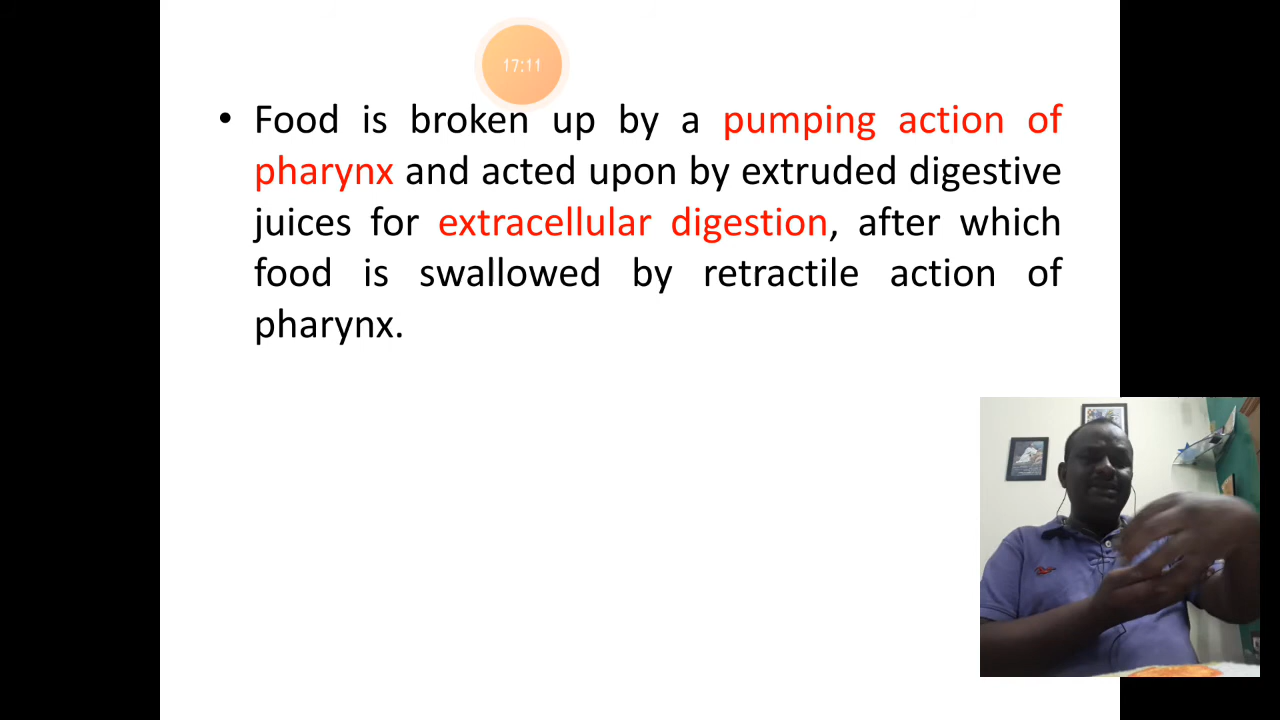 17:11
• Food is broken up by a pumping action of
pharynx and acted upon by extruded digestive
juices for extracellular digestion, after which
food is swallowed by retractile action of
pharynx.